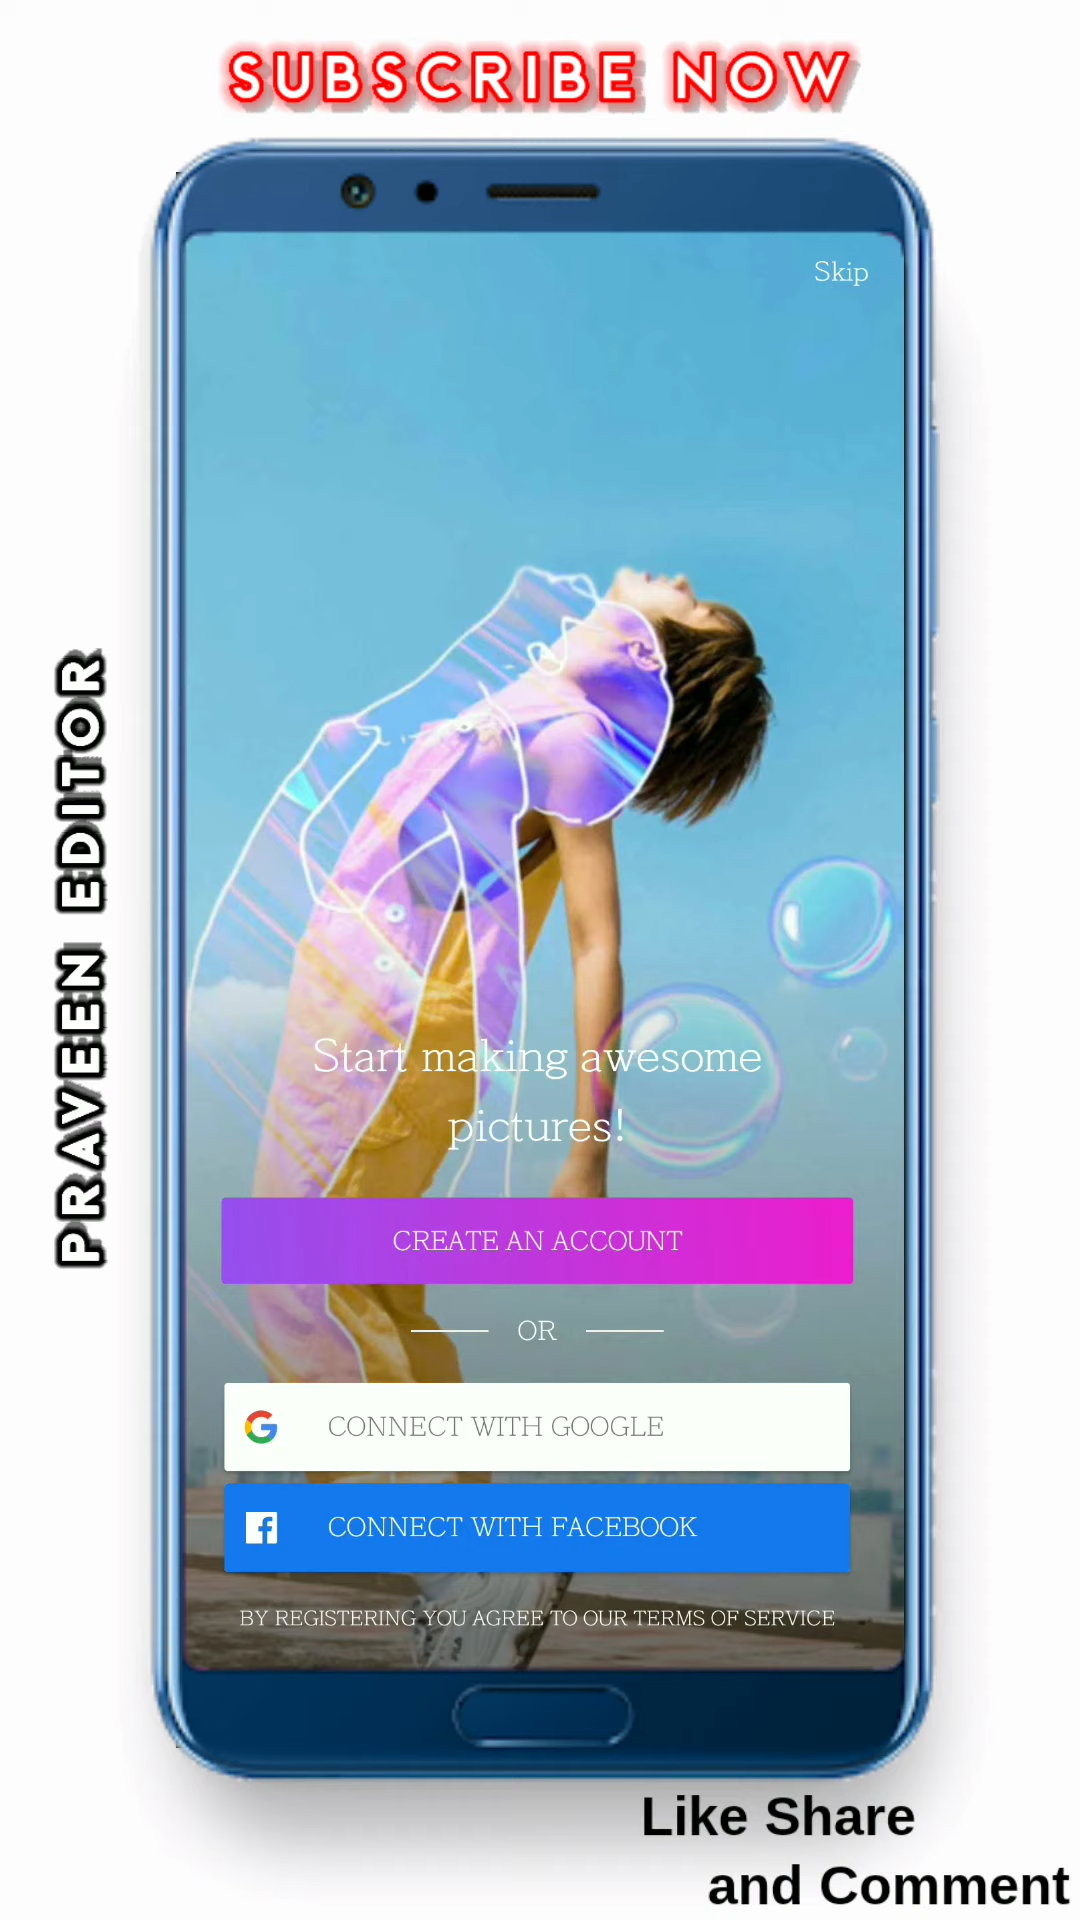 SUBSCRIBE NOW
Skip
PRAVEEN EDITOR
Start making awesome
pictures!
CREATE AN ACCOUNT
OR
CONNECT WITH GOOGLE
CONNECT WITH FACEBOOK
BY REGISTERING YOU AGREE TO OUR TERMS OF SERVICE
FILA
Like Share
and Comment